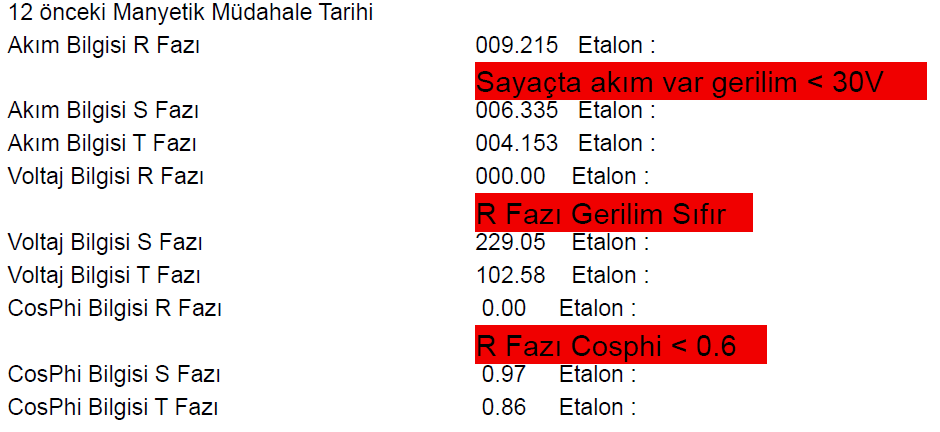 12 önceki Manyetik Müdahale Tarihi
Akım Bilgisi R Fazı 009.215 Etalon :
Sayaçta akım var gerilim < 30V
Akım Bilgisi S Fazı 006.335 Etalon :
Akım Bilgisi T Fazı 004.153 Etalon :
Voltaj Bilgisi R Fazı 000.00 Etalon :
R Fazı Gerilim Sıfır
Voltaj Bilgisi S Fazı 229.05 Etalon :
Voltaj Bilgisi T Fazı 102.58 Etalon :
CosPhi Bilgisi R Fazı 0.00 Etalon :
R Fazı Cosphi < 0.6
CosPhi Bilgisi S Fazı 0.97 Etalon :
CosPhi Bilgisi T Fazı 0.86 Etalon :